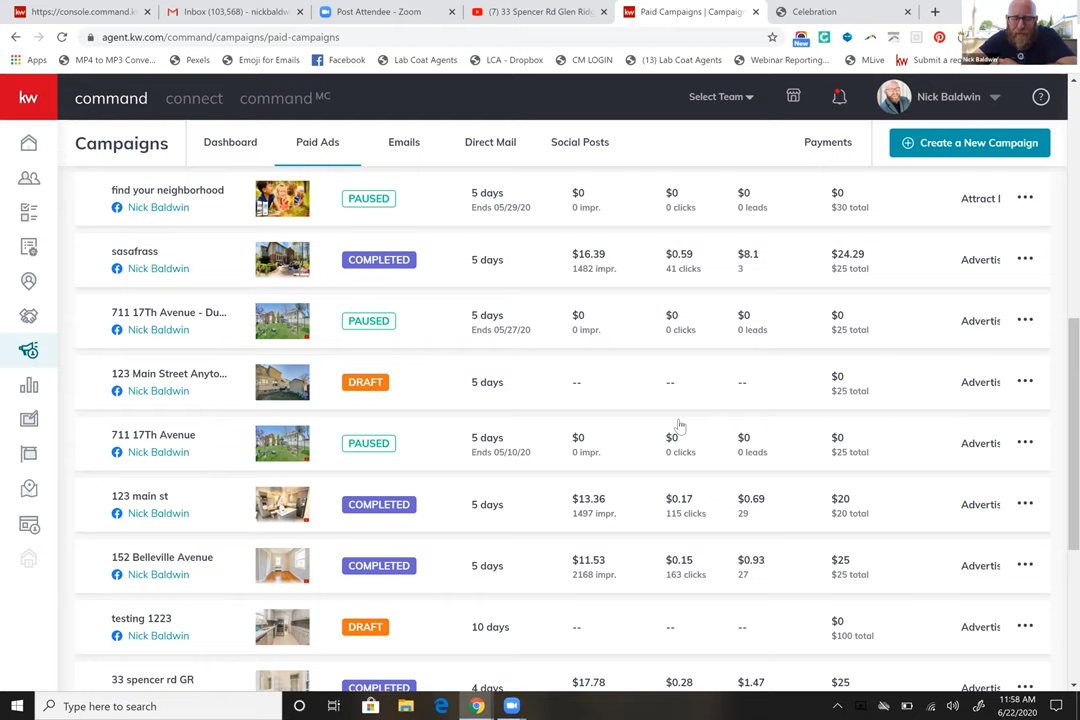 https://console.command.k
Inbox (103,568) - nickbaldw
Post Attendee - Zoom
(7) 33 Spencer Rd Glen Ridg
Paid Campaigns | Campaig
Celebration
agent.kw.com/command/campaigns/paid-campaigns
New
Apps
MP4 to MP3 Conve...
Pexels
Emoji for Emails
Facebook
Lab Coat Agents
LCA - Dropbox
CM LOGIN
(13) Lab Coat Agents
Webinar Reporting...
MLive
kw Submit a req
Nick Baldwin
kw
command
connect
command MC
Select Team
Nick Baldwin
Campaigns
Dashboard
Paid Ads
Emails
Direct Mail
Social Posts
Payments
Create a New Campaign
find your neighborhood
Nick Baldwin
PAUSED
5 days
Ends 05/29/20
$0
0 impr.
$0
0 clicks
$0
0 leads
$0
$30 total
Attract l
sasafrass
Nick Baldwin
COMPLETED
5 days
$16.39
1482 impr.
$0.59
41 clicks
$8.1
3
$24.29
$25 total
Advertis
711 17Th Avenue - Du...
Nick Baldwin
PAUSED
5 days
Ends 05/27/20
$0
0 impr.
$0
0 clicks
$0
0 leads
$0
$25 total
Advertis
123 Main Street Anyto...
Nick Baldwin
DRAFT
5 days
--
--
--
$0
$25 total
Advertis
711 17Th Avenue
Nick Baldwin
PAUSED
5 days
Ends 05/10/20
$0
0 impr.
$0
0 clicks
$0
0 leads
$0
$25 total
Advertis
123 main st
Nick Baldwin
COMPLETED
5 days
$13.36
1497 impr.
$0.17
115 clicks
$0.69
29
$20
$20 total
Advertis
152 Belleville Avenue
Nick Baldwin
COMPLETED
5 days
$11.53
2168 impr.
$0.15
163 clicks
$0.93
27
$25
$25 total
Advertis
testing 1223
Nick Baldwin
DRAFT
10 days
--
--
--
$0
$100 total
Advertis
33 spencer rd GR
COMPLETED
4 days
$17.78
$0.28
$1.47
$25
Advertis
Type here to search
11:58 AM
6/22/2020